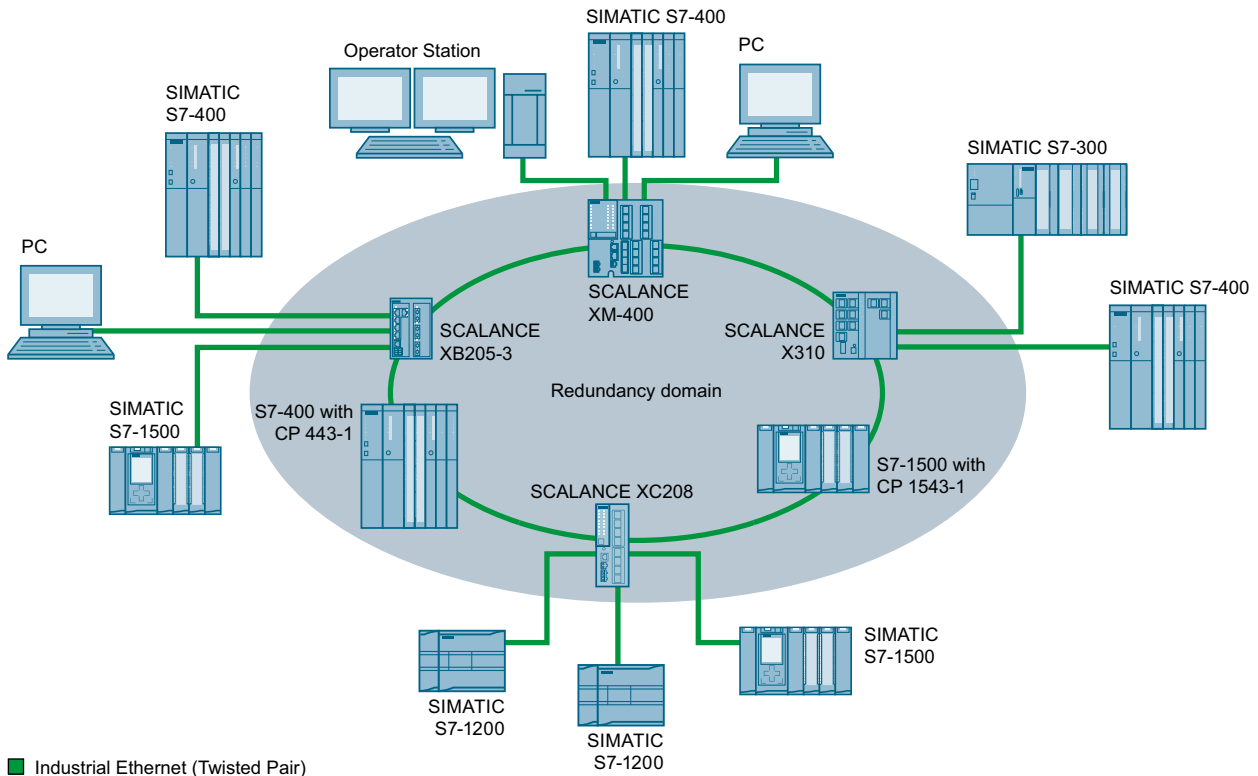 SIMATIC S7-400
Operator Station
PC
SIMATIC
S7-400
SIMATIC S7-300
PC
SCALANCE
XM-400
SIMATIC S7-400
SCALANCE
XB205-3
SCALANCE
X310
Redundancy domain
SIMATIC
S7-1500
S7-400 with
CP 443-1
S7-1500 with
CP 1543-1
SCALANCE XC208
SIMATIC
S7-1500
SIMATIC
S7-1200
SIMATIC
S7-1200
Industrial Ethernet (Twisted Pair)